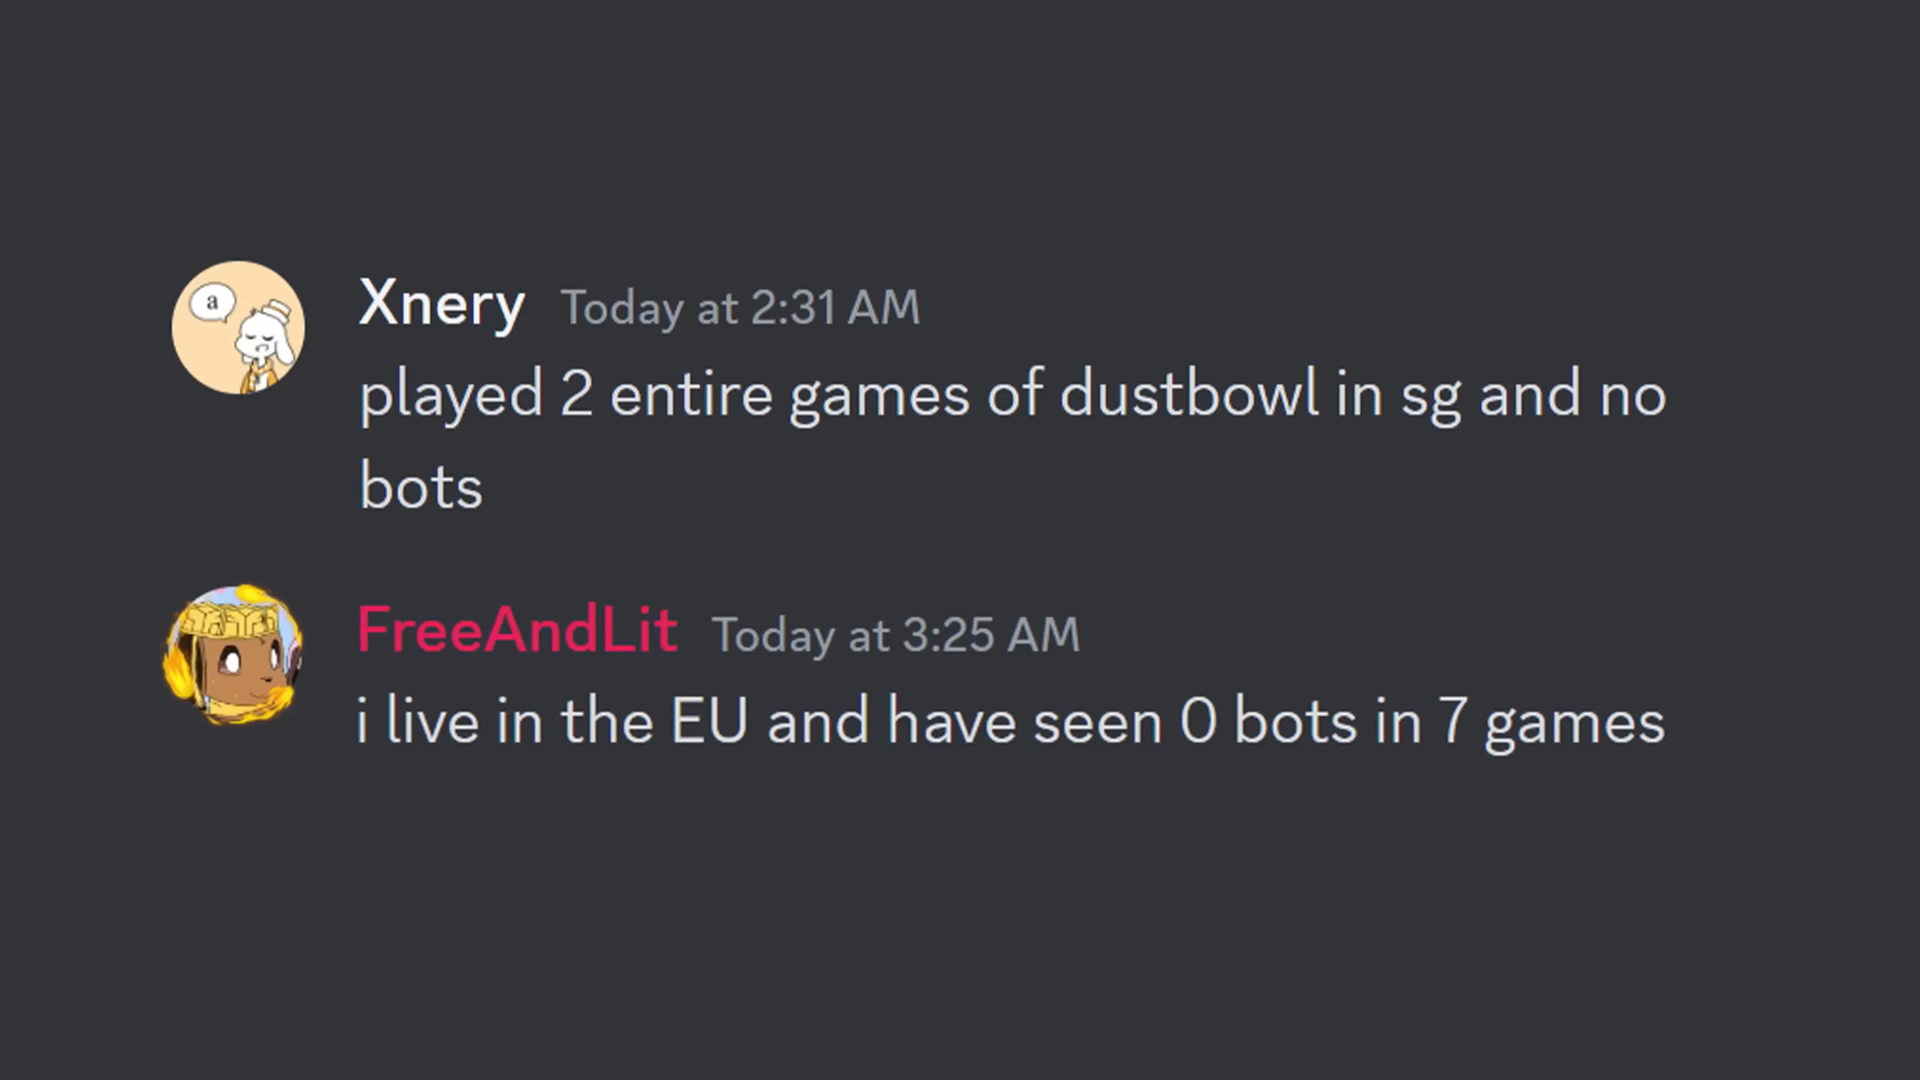 a
Xnery Today at 2:31 AM
played 2 entire games of dustbowl in sg and no
bots
FreeAndLit Today at 3:25 AM
i live in the EU and have seen 0 bots in 7 games